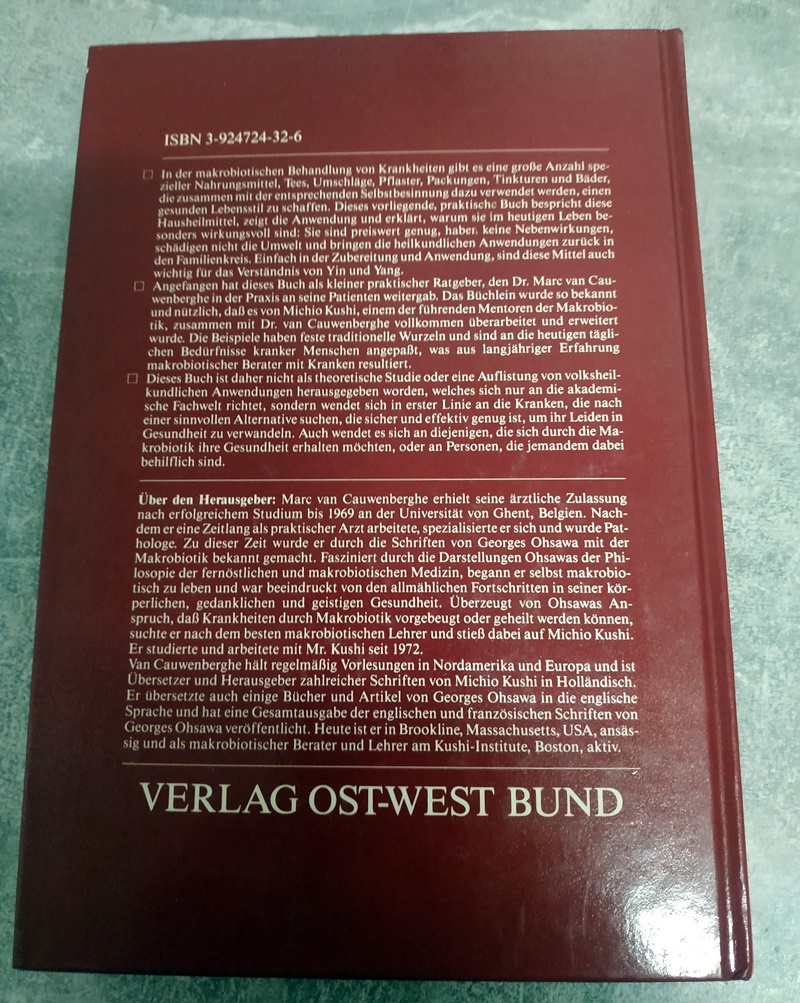 ISBN 3-924724-32-6
□ In der makrobiotischen Behandlung von Krankheiten gibt es eine große Anzahl spe-
zieller Nahrungsmittel, Tees, Umschläge, Pflaster, Packungen, Tinkturen und Bäder,
die zusammen mit der entsprechenden Selbstbesinnung dazu verwendet werden, einen
gesunden Lebensstil zu schaffen. Dieses vorliegende, praktische Buch bespricht diese
Hausheilmittel, zeigt die Anwendung und erklärt, warum sie im heutigen Leben be-
sonders wirkungsvoll sind: Sie sind preiswert genug, haben keine Nebenwirkungen,
schädigen nicht die Umwelt und bringen die heilkundlichen Anwendungen zurück in
den Familienkreis. Einfach in der Zubereitung und Anwendung, sind diese Mittel auch
wichtig für das Verständnis von Yin und Yang.
□ Angefangen hat dieses Buch als kleiner praktischer Ratgeber, den Dr. Marc van Cau-
wenberghe in der Praxis an seine Patienten weitergab. Das Büchlein wurde so bekannt
und nützlich, daß es von Michio Kushi, einem der führenden Mentoren der Makrobio-
tik, zusammen mit Dr. van Cauwenberghe vollkommen überarbeitet und erweitert
wurde. Die Beispiele haben feste traditionelle Wurzeln und sind an die heutigen tägli-
chen Bedürfnisse kranker Menschen angepaßt, was aus langjähriger Erfahrung
makrobiotischer Berater mit Kranken resultiert.
□ Dieses Buch ist daher nicht als theoretische Studie oder eine Auflistung von volksheil-
kundlichen Anwendungen herausgegeben worden, welches sich nur an die akademi-
sche Fachwelt richtet, sondern wendet sich in erster Linie an die Kranken, die nach
einer sinnvollen Alternative suchen, die sicher und effektiv genug ist, um ihr Leiden in
Gesundheit zu verwandeln. Auch wendet es sich an diejenigen, die sich durch die Ma-
krobiotik ihre Gesundheit erhalten möchten, oder an Personen, die jemandem dabei
behilflich sind.
Über den Herausgeber: Marc van Cauwenberghe erhielt seine ärztliche Zulassung
nach erfolgreichem Studium bis 1969 an der Universität von Ghent, Belgien. Nach-
dem er eine Zeitlang als praktischer Arzt arbeitete, spezialisierte er sich und wurde Pat-
hologe. Zu dieser Zeit wurde er durch die Schriften von Georges Ohsawa mit der
Makrobiotik bekannt gemacht. Fasziniert durch die Darstellungen Ohsawas der Phi-
losopie der fernöstlichen und makrobiotischen Medizin, begann er selbst makrobio-
tisch zu leben und war beeindruckt von den allmählichen Fortschritten in seiner kör-
perlichen, gedanklichen und geistigen Gesundheit. Überzeugt von Ohsawas An-
spruch, daß Krankheiten durch Makrobiotik vorgebeugt oder geheilt werden können,
suchte er nach dem besten makrobiotischen Lehrer und stieß dabei auf Michio Kushi.
Er studierte und arbeitete mit Mr. Kushi seit 1972.
Van Cauwenberghe hält regelmäßig Vorlesungen in Nordamerika und Europa und ist
Übersetzer und Herausgeber zahlreicher Schriften von Michio Kushi in Holländisch.
Er übersetzte auch einige Bücher und Artikel von Georges Ohsawa in die englische
Sprache und hat eine Gesamtausgabe der englischen und französischen Schriften von
Georges Ohsawa veröffentlicht. Heute ist er in Brookline, Massachusetts, USA, ansäs-
sig und als makrobiotischer Berater und Lehrer am Kushi-Institute, Boston, aktiv.
VERLAG OST-WEST BUND